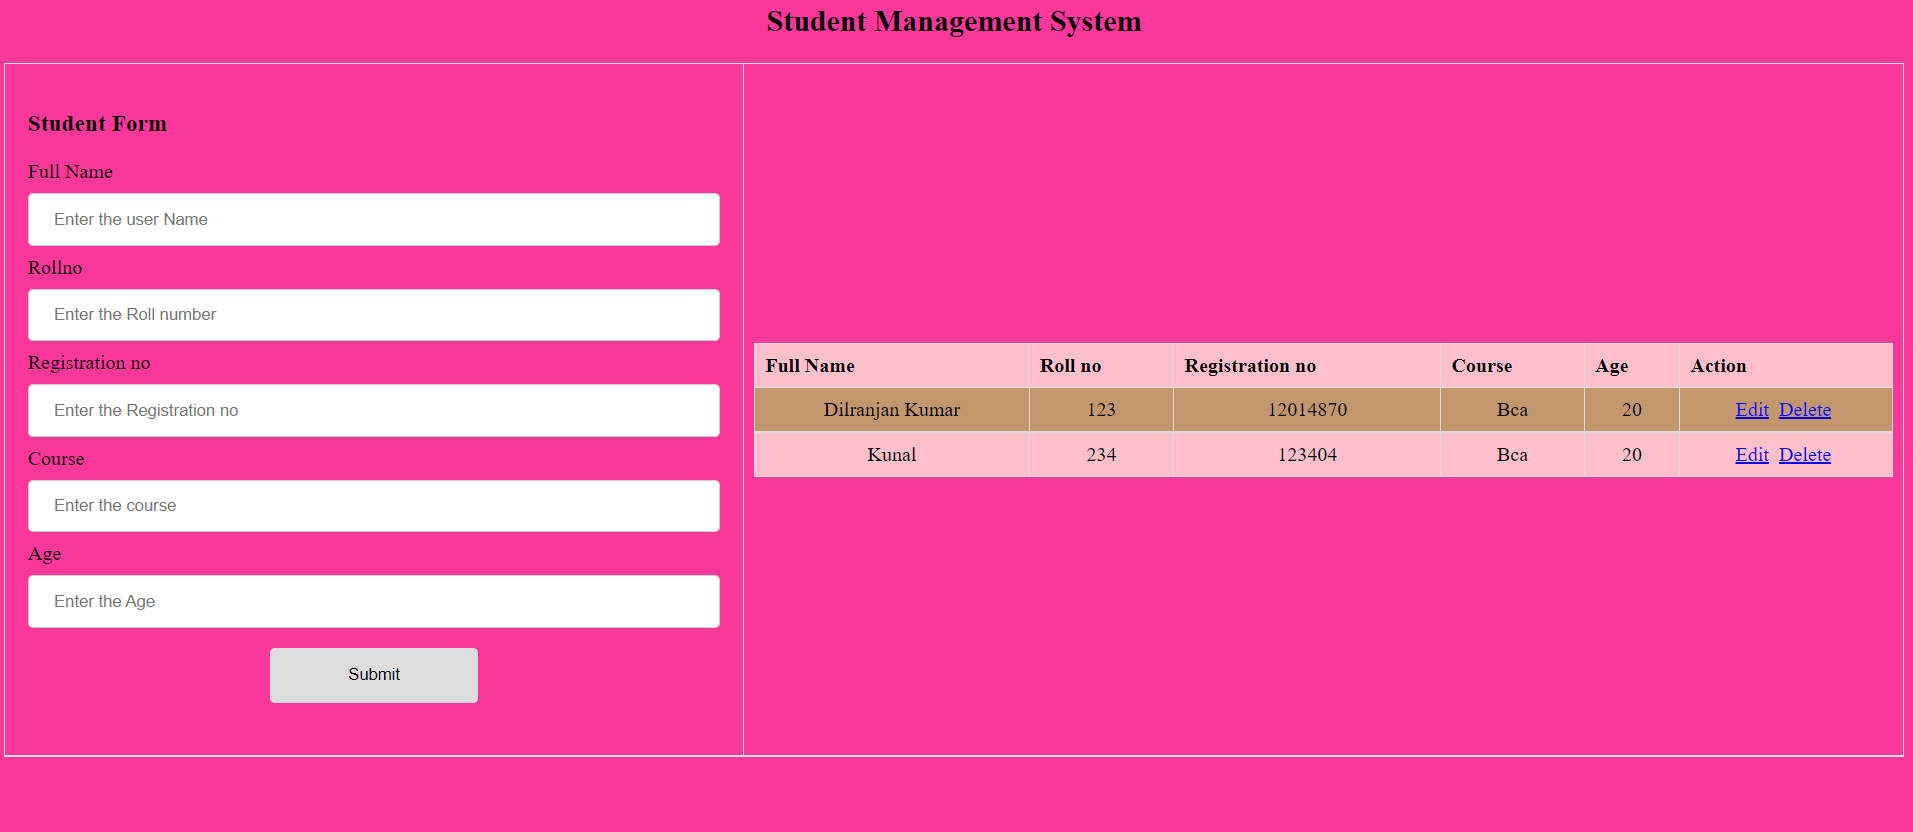 Student Management System
Student Form
Full Name
Enter the user Name
Rollno
Enter the Roll number
Registration no
Enter the Registration no
Course
Enter the course
Age
Enter the Age
Submit
Full Name Roll no Registration no Course Age Action
Dilranjan Kumar 123 12014870 Bca 20 Edit Delete
Kunal 234 123404 Bca 20 Edit Delete